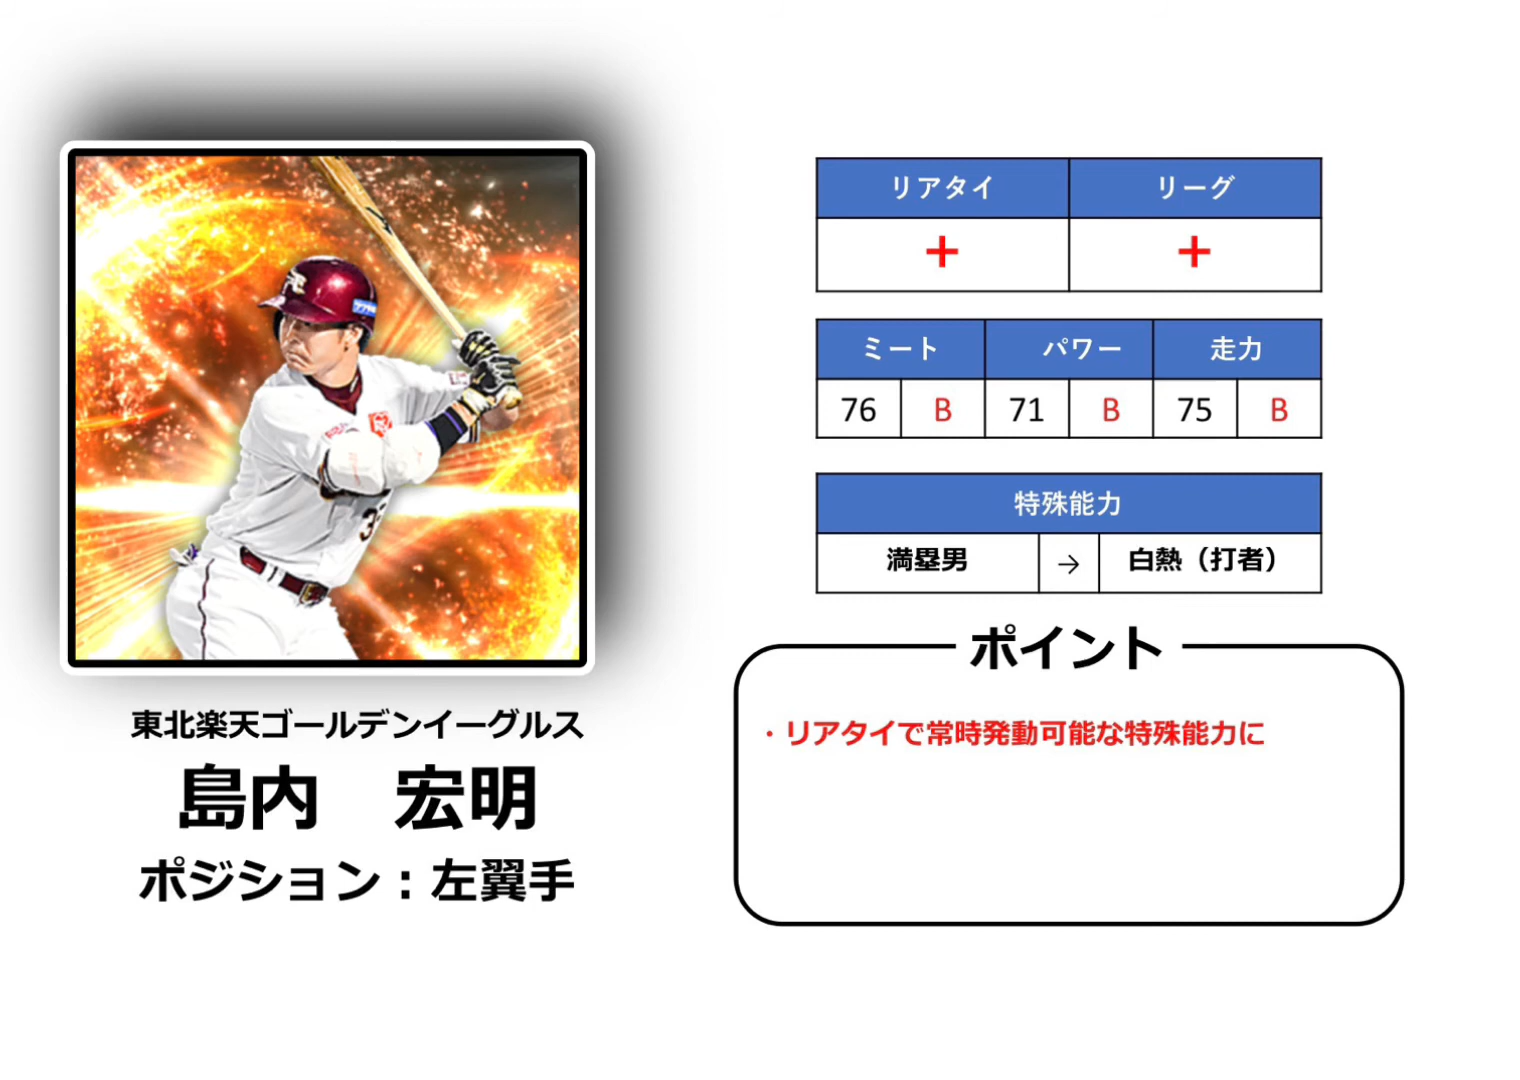 リアタイ リーグ
+ +
ミート パワー 走力
76 B 71 B 75 B
特殊能力
満塁男 → 白熱（打者）
ポイント
・リアタイで常時発動可能な特殊能力に
東北楽天ゴールデンイーグルス
島内　宏明
ポジション：左翼手